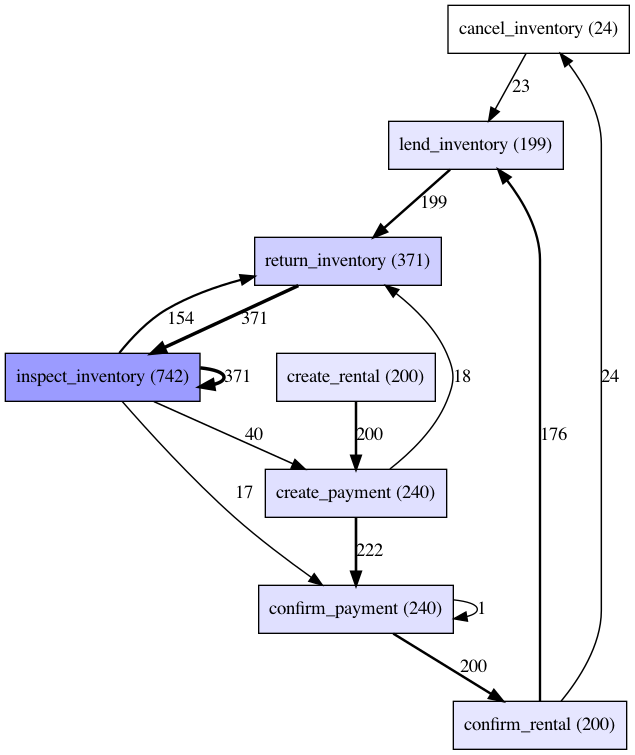 cancel_inventory (24)
23
lend_inventory (199)
199
return_inventory (371)
154
371
inspect_inventory (742)
371
create_rental (200)
18
24
40
200
176
17
create_payment (240)
222
confirm_payment (240)
1
200
confirm_rental (200)